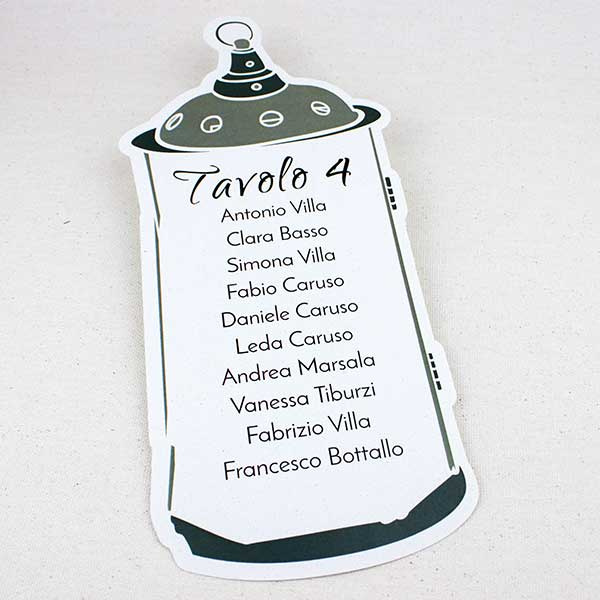 Tavolo 4
Antonio Villa
Clara Basso
Simona Villa
Fabio Caruso
Daniele Caruso
Leda Caruso
Andrea Marsala
Vanessa Tiburzi
Fabrizio Villa
Francesco Bottallo